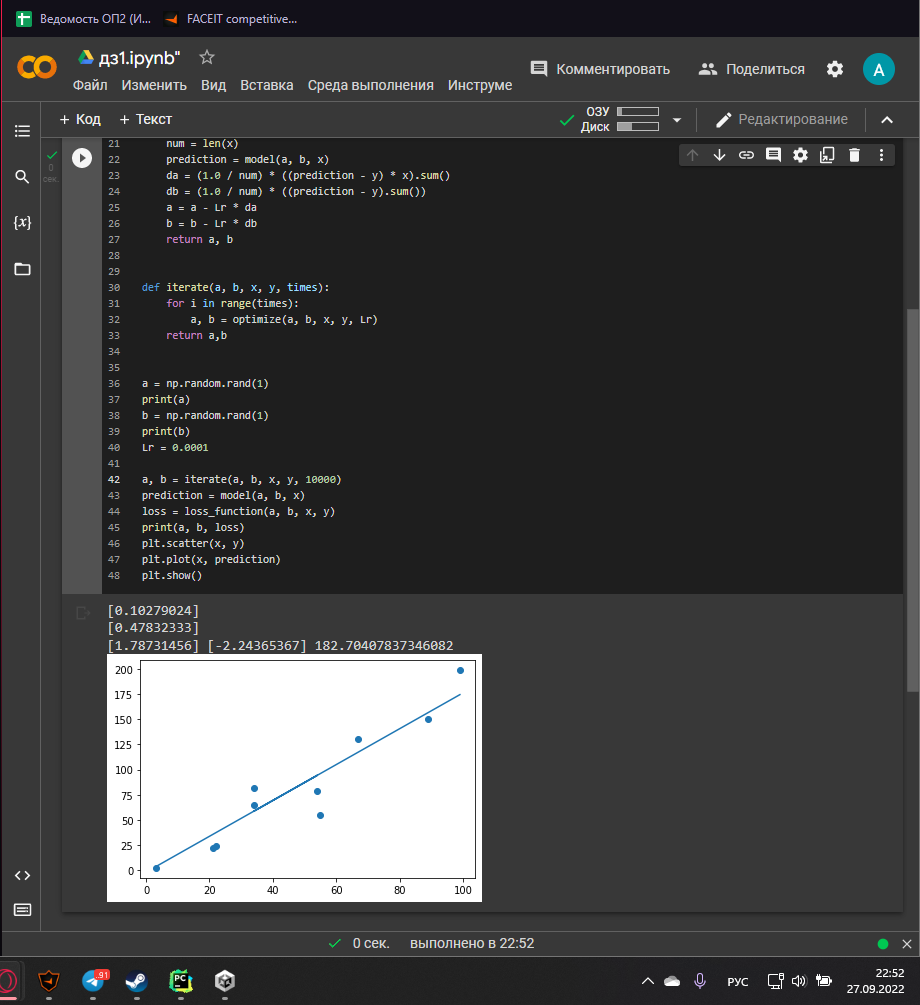 Ведомость ОП2 (И... FACEIT competitive...
дз1.ipynb"
Файл Изменить Вид Вставка Среда выполнения Инструме
Комментировать Поделиться А
+ Код + Текст
ОЗУ
Диск
Редактирование
0
сек.
{x}
21 num = len(x)
22 prediction = model(a, b, x)
23 da = (1.0 / num) * ((prediction - y) * x).sum()
24 db = (1.0 / num) * ((prediction - y).sum())
25 a = a - Lr * da
26 b = b - Lr * db
27 return a, b
28
29
30 def iterate(a, b, x, y, times):
31 for i in range(times):
32 a, b = optimize(a, b, x, y, Lr)
33 return a,b
34
35
36 a = np.random.rand(1)
37 print(a)
38 b = np.random.rand(1)
39 print(b)
40 Lr = 0.0001
41
42 a, b = iterate(a, b, x, y, 10000)
43 prediction = model(a, b, x)
44 loss = loss_function(a, b, x, y)
45 print(a, b, loss)
46 plt.scatter(x, y)
47 plt.plot(x, prediction)
48 plt.show()
[0.10279024]
[0.47832333]
[1.78731456] [-2.24365367] 182.70407837346082
200
175
150
125
100
75
50
25
0
0 20 40 60 80 100
0 сек. выполнено в 22:52
91
PC
РУС
22:52
27.09.2022